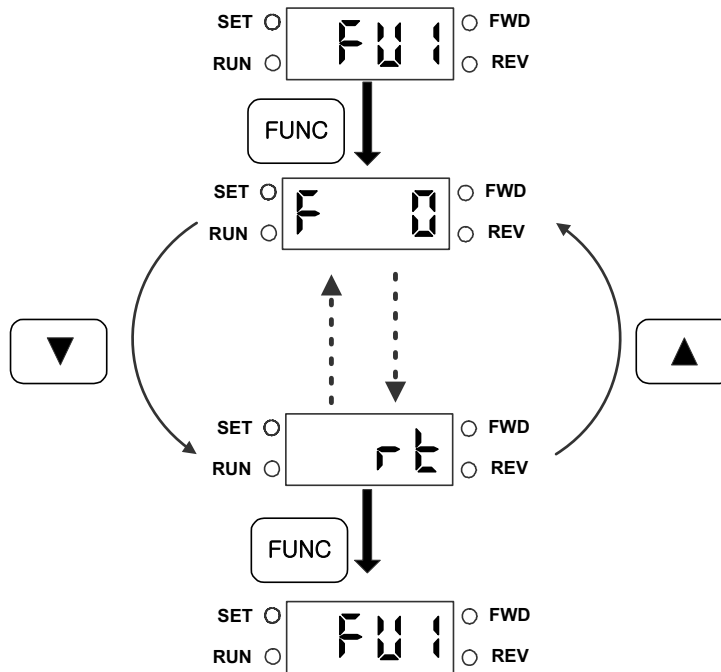 SET FWD
FU1
RUN REV
FUNC
SET FWD
F 0
RUN REV
▼
▲
SET FWD
rt
RUN REV
FUNC
SET FWD
FU1
RUN REV